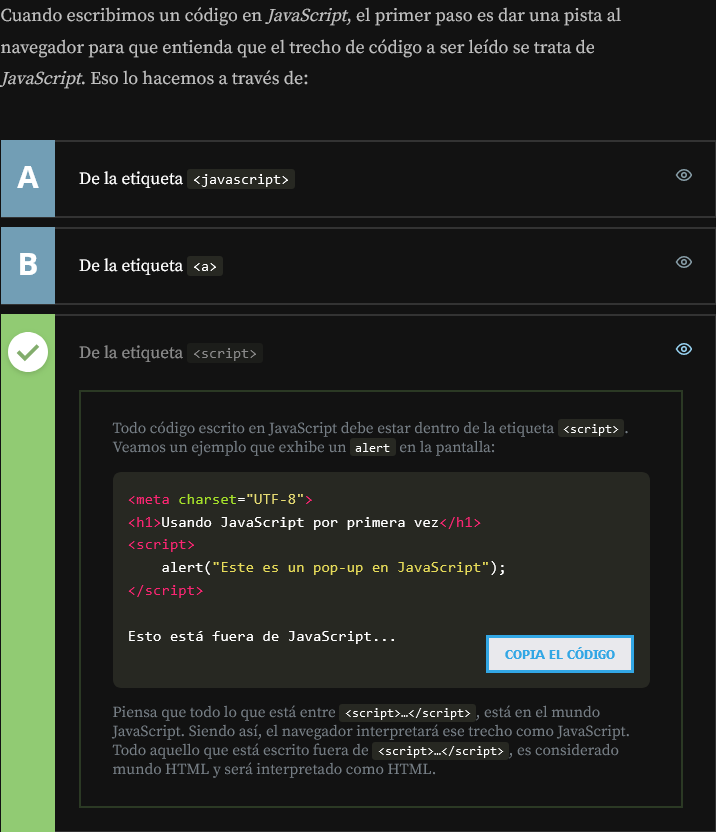 Cuando escribimos un código en JavaScript, el primer paso es dar una pista al
navegador para que entienda que el trecho de código a ser leído se trata de
JavaScript. Eso lo hacemos a través de:
A
De la etiqueta <javascript>
B
De la etiqueta <a>
De la etiqueta <script>
Todo código escrito en JavaScript debe estar dentro de la etiqueta <script>.
Veamos un ejemplo que exhibe un alert en la pantalla:
<meta charset="UTF-8">
<h1>Usando JavaScript por primera vez</h1>
<script>
    alert("Este es un pop-up en JavaScript");
</script>
Esto está fuera de JavaScript...
COPIA EL CÓDIGO
Piensa que todo lo que está entre <script>…</script>, está en el mundo
JavaScript. Siendo así, el navegador interpretará ese trecho como JavaScript.
Todo aquello que está escrito fuera de <script>…</script>, es considerado
mundo HTML y será interpretado como HTML.